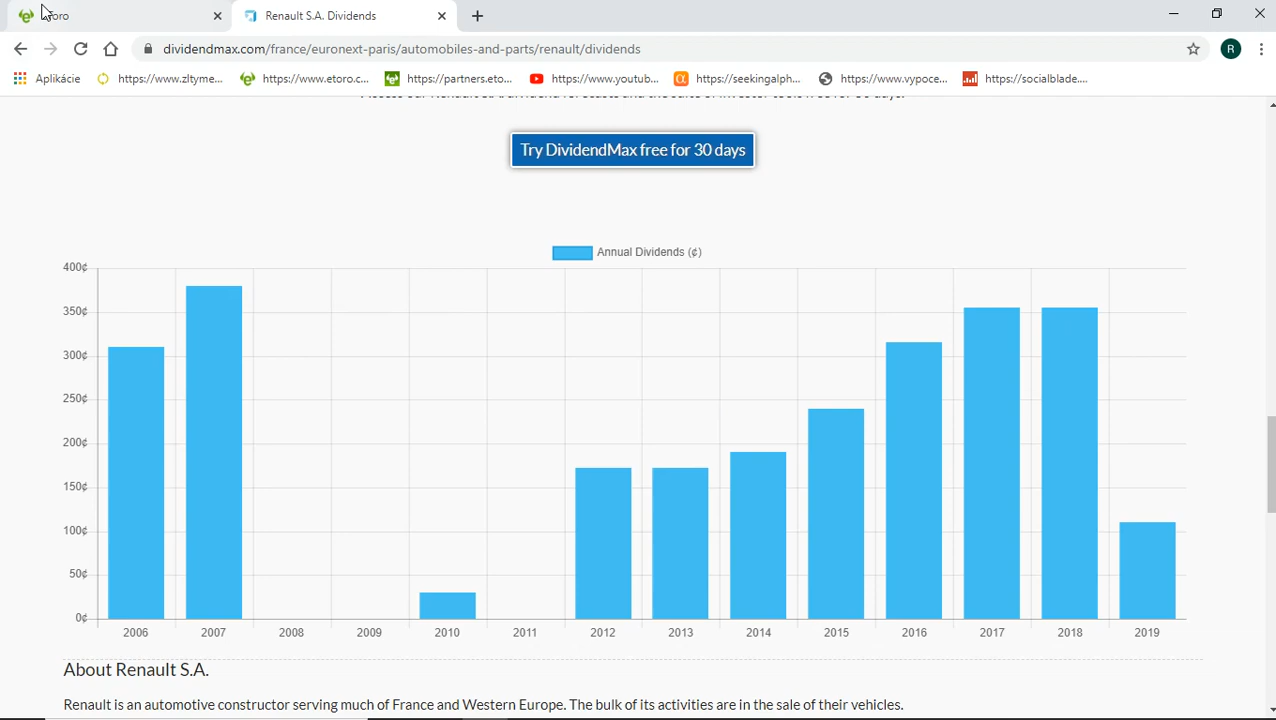 oro
Renault S.A. Dividends
dividendmax.com/france/euronext-paris/automobiles-and-parts/renault/dividends
R
Aplikácie
https://www.zltyme...
https://www.etoro.c...
https://partners.eto...
https://www.youtub...
https://seekingalph...
https://www.vypoce...
https://socialblade....
Try DividendMax free for 30 days
Annual Dividends (¢)
400¢
350¢
300¢
250¢
200¢
150¢
100¢
50¢
0¢
2006 2007 2008 2009 2010 2011 2012 2013 2014 2015 2016 2017 2018 2019
About Renault S.A.
Renault is an automotive constructor serving much of France and Western Europe. The bulk of its activities are in the sale of their vehicles.